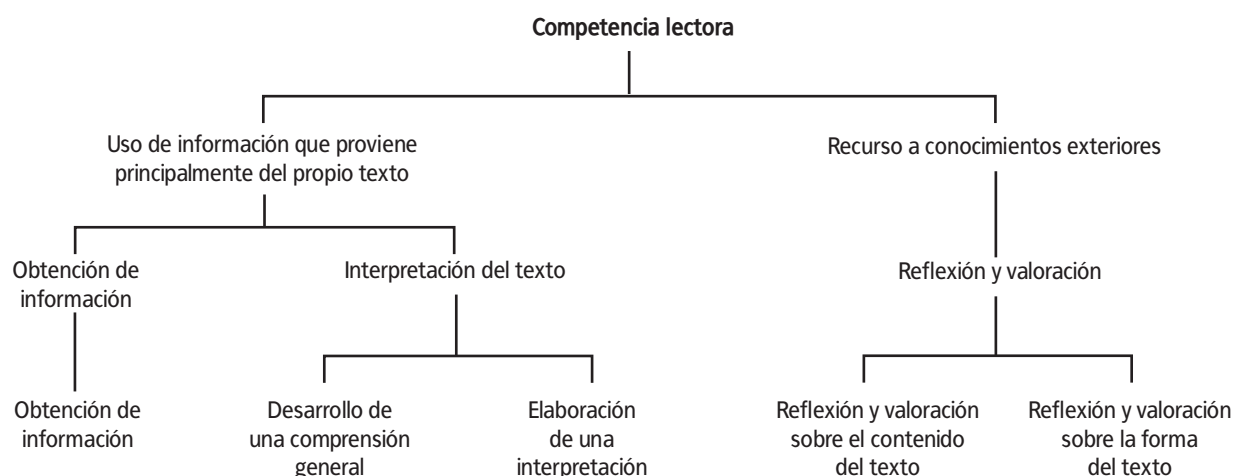 Competencia lectora
Uso de información que proviene
principalmente del propio texto
Recurso a conocimientos exteriores
Obtención de
información
Interpretación del texto
Reflexión y valoración
Obtención de
información
Desarrollo de
una comprensión
general
Elaboración
de una
interpretación
Reflexión y valoración
sobre el contenido
del texto
Reflexión y valoración
sobre la forma
del texto